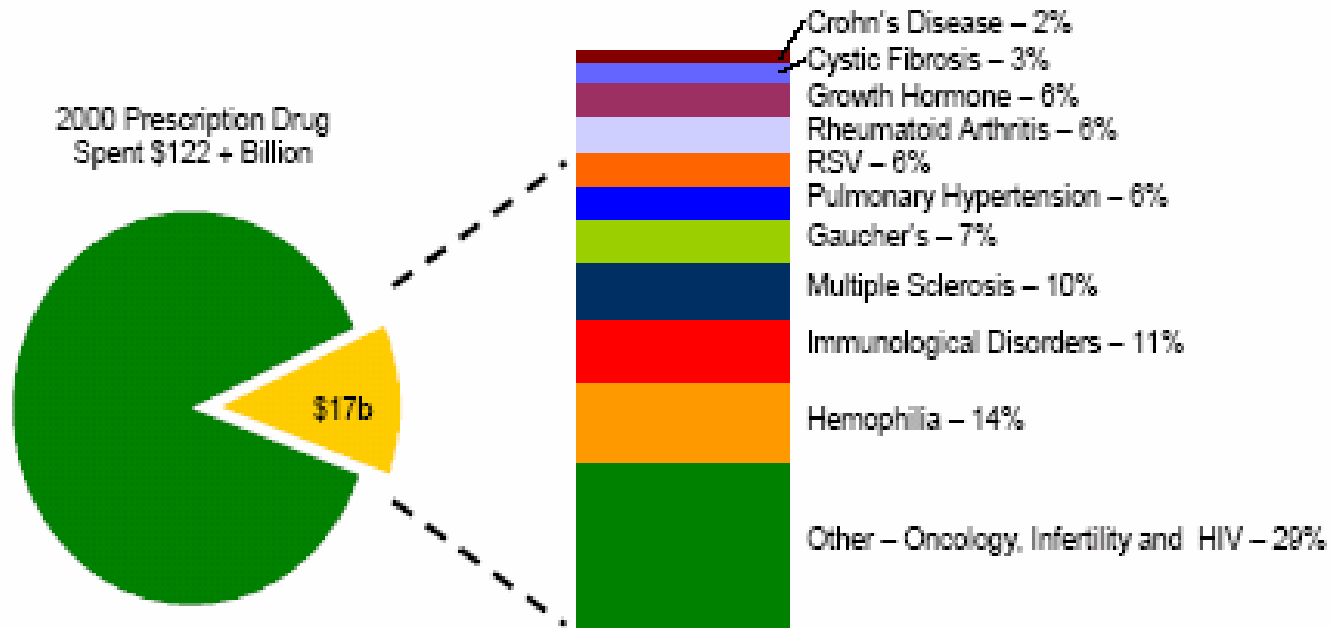 2000 Prescription Drug
Spent $122 + Billion
$17b
Crohn's Disease – 2%
Cystic Fibrosis – 3%
Growth Hormone – 6%
Rheumatoid Arthritis – 6%
RSV – 6%
Pulmonary Hypertension – 6%
Gaucher's – 7%
Multiple Sclerosis – 10%
Immunological Disorders – 11%
Hemophilia – 14%
Other – Oncology, Infertility and HIV – 29%